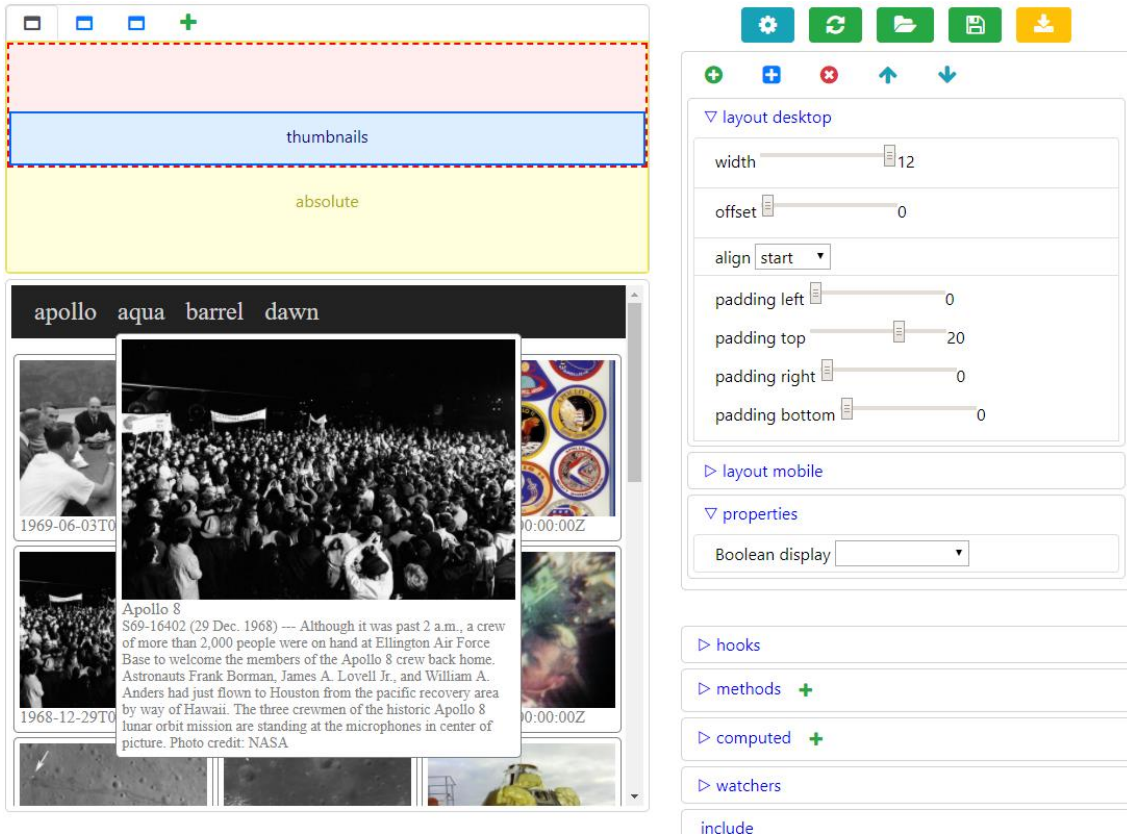 thumbnails
absolute
apollo aqua barrel dawn
1969-06-03T0
00:00:00Z
Apollo 8
S69-16402 (29 Dec. 1968) --- Although it was past 2 a.m., a crew
of more than 2,000 people were on hand at Ellington Air Force
Base to welcome the members of the Apollo 8 crew back home.
Astronauts Frank Borman, James A. Lovell Jr., and William A.
Anders had just flown to Houston from the pacific recovery area
by way of Hawaii. The three crewmen of the historic Apollo 8
lunar orbit mission are standing at the microphones in center of
picture. Photo credit: NASA
1968-12-29T0
00:00:00Z
layout desktop
width 12
offset 0
align start
padding left 0
padding top 20
padding right 0
padding bottom 0
layout mobile
properties
Boolean display
hooks
methods
computed
watchers
include